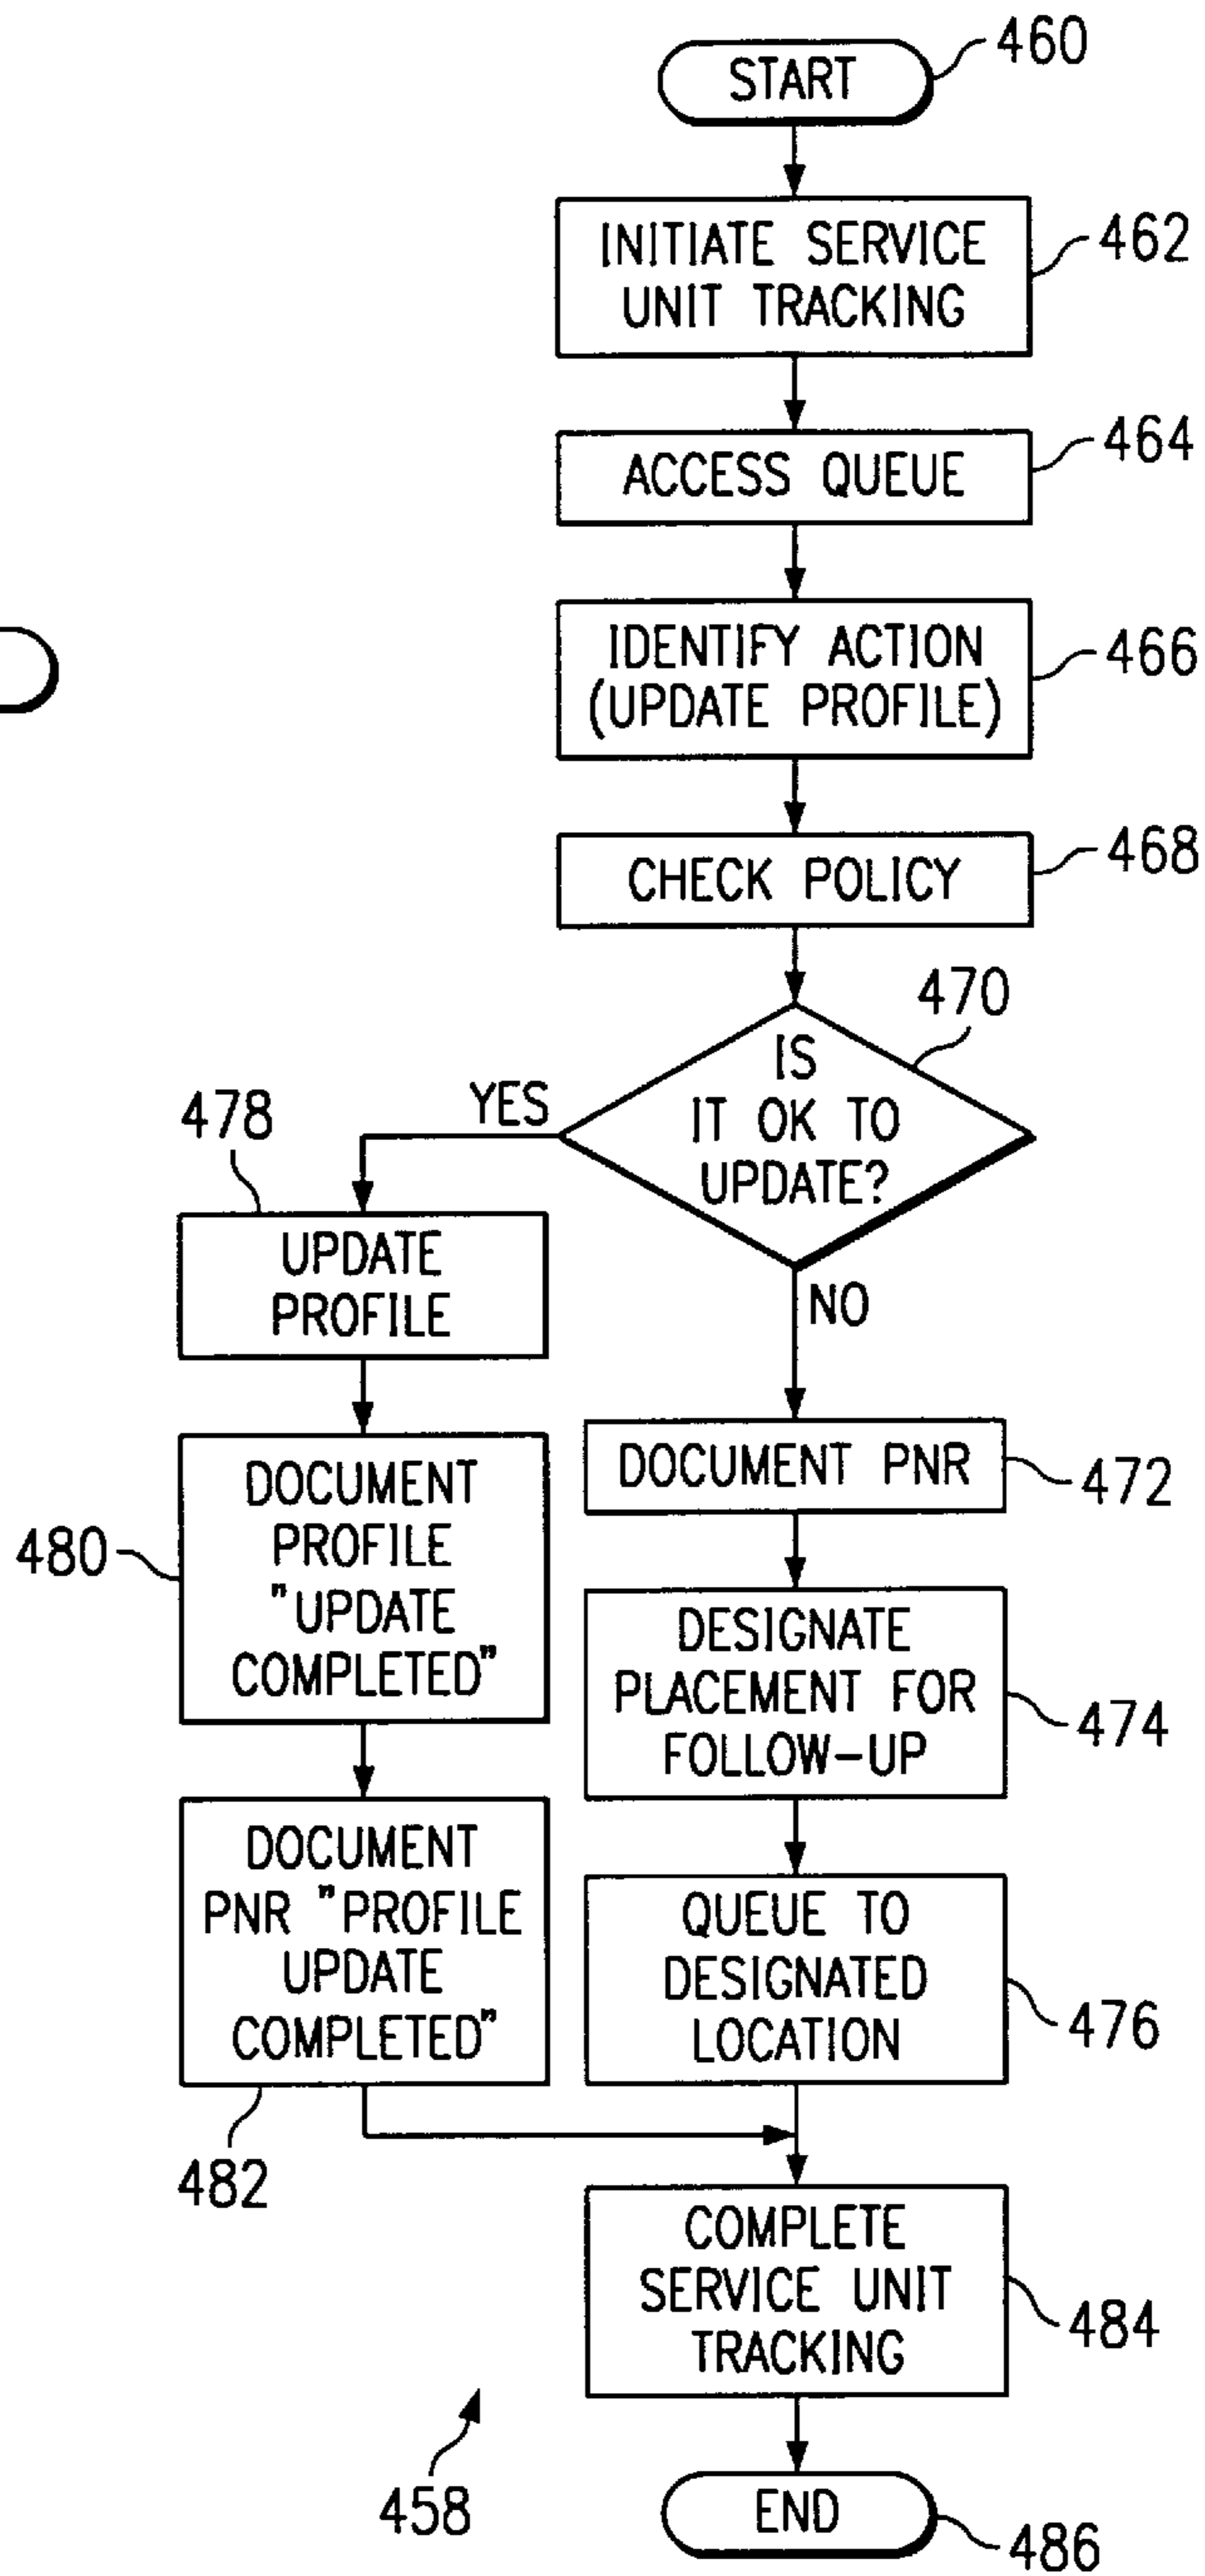 START
460
INITIATE SERVICE
UNIT TRACKING
462
ACCESS QUEUE
464
IDENTIFY ACTION
(UPDATE PROFILE)
466
CHECK POLICY
468
470
IS
IT OK TO
UPDATE?
YES
NO
478
UPDATE
PROFILE
DOCUMENT
PROFILE
"UPDATE
COMPLETED"
480
DOCUMENT
PNR "PROFILE
UPDATE
COMPLETED"
482
DOCUMENT PNR
472
DESIGNATE
PLACEMENT FOR
FOLLOW-UP
474
QUEUE TO
DESIGNATED
LOCATION
476
COMPLETE
SERVICE UNIT
TRACKING
484
458
END
486